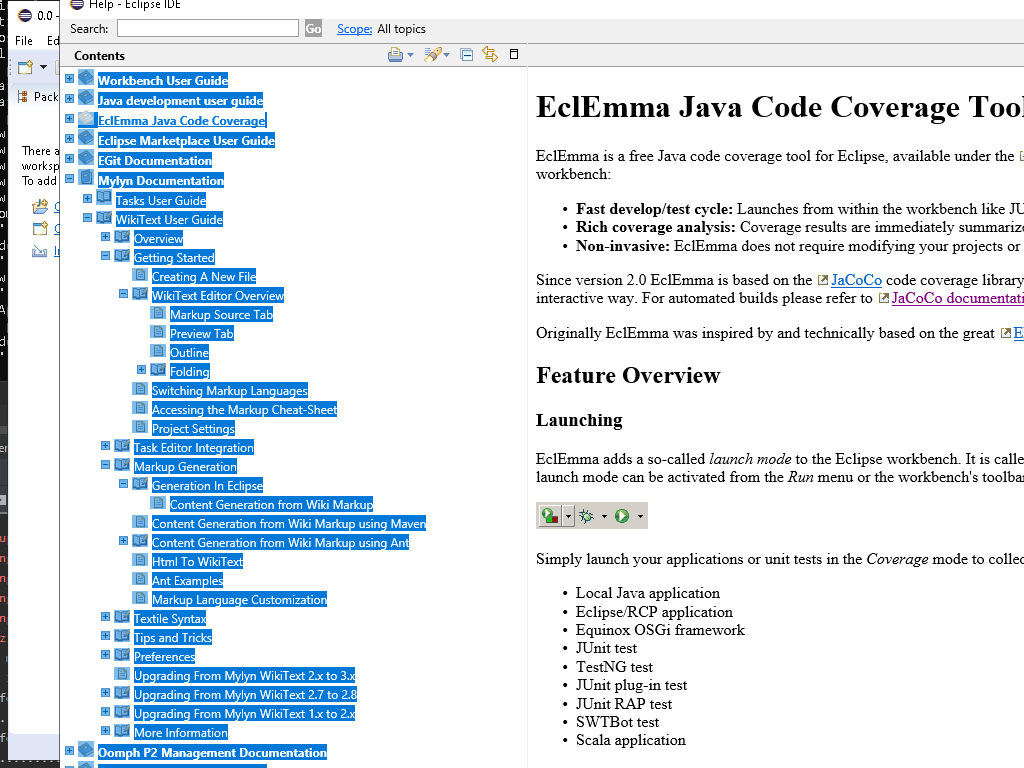 Help - Eclipse IDE
0.0 -
File
Search:
Go
Scope: All topics
Contents
Pack
There a
worksp
To add
Workbench User Guide
Java development user guide
EclEmma Java Code Coverage
Eclipse Marketplace User Guide
EGit Documentation
Mylyn Documentation
Tasks User Guide
WikiText User Guide
Overview
Getting Started
Creating A New File
WikiText Editor Overview
Markup Source Tab
Preview Tab
Outline
Folding
Switching Markup Languages
Accessing the Markup Cheat-Sheet
Project Settings
Task Editor Integration
Markup Generation
Generation In Eclipse
Content Generation from Wiki Markup
Content Generation from Wiki Markup using Maven
Content Generation from Wiki Markup using Ant
Html To WikiText
Ant Examples
Markup Language Customization
Textile Syntax
Tips and Tricks
Preferences
Upgrading From Mylyn WikiText 2.x to 3.x
Upgrading From Mylyn WikiText 2.7 to 2.8
Upgrading From Mylyn WikiText 1.x to 2.x
More Information
Oomph P2 Management Documentation
EclEmma Java Code Coverage Tool
EclEmma is a free Java code coverage tool for Eclipse, available under the
workbench:
• Fast develop/test cycle: Launches from within the workbench like JU
• Rich coverage analysis: Coverage results are immediately summarize
• Non-invasive: EclEmma does not require modifying your projects or
Since version 2.0 EclEmma is based on the JaCoCo code coverage library
interactive way. For automated builds please refer to JaCoCo documentati
Originally EclEmma was inspired by and technically based on the great E
Feature Overview
Launching
EclEmma adds a so-called launch mode to the Eclipse workbench. It is calle
launch mode can be activated from the Run menu or the workbench's toolbar
Simply launch your applications or unit tests in the Coverage mode to collec
• Local Java application
• Eclipse/RCP application
• Equinox OSGi framework
• JUnit test
• TestNG test
• JUnit plug-in test
• JUnit RAP test
• SWTBot test
• Scala application